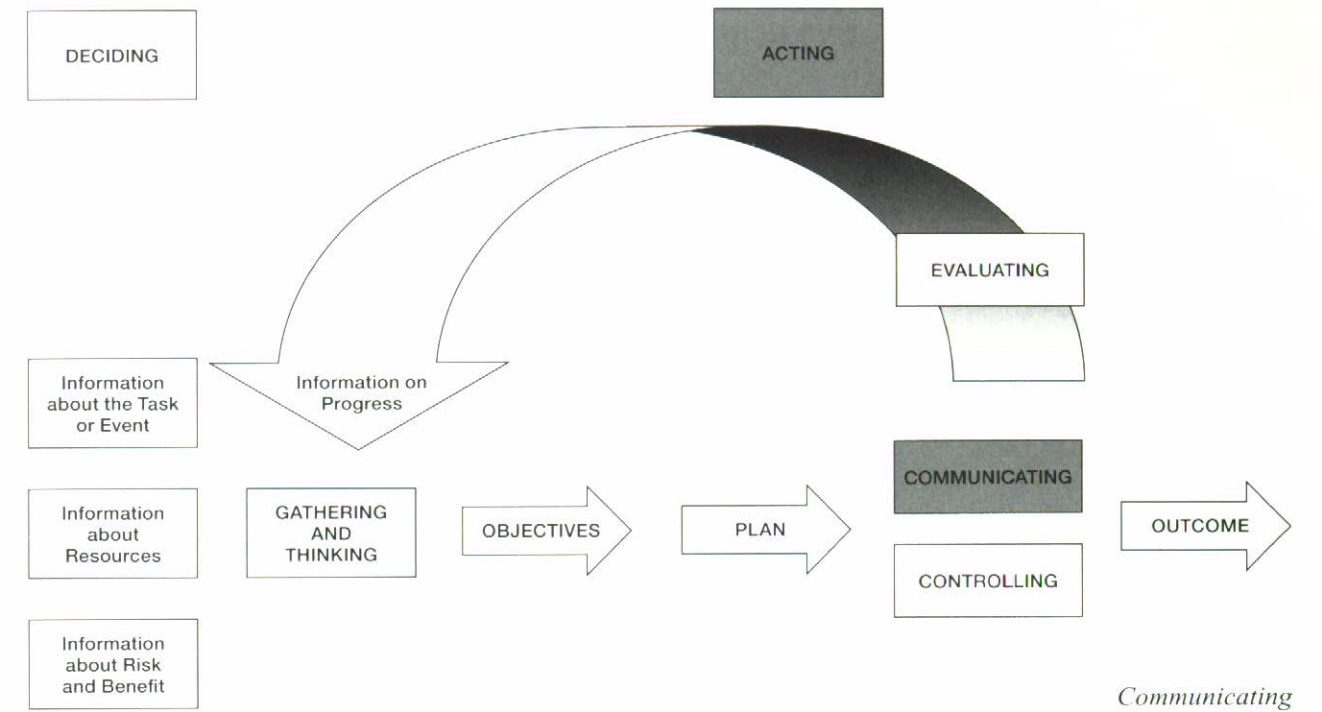 DECIDING
ACTING
EVALUATING
Information
about the Task
or Event
Information on
Progress
COMMUNICATING
Information
about
Resources
GATHERING
AND
THINKING
OBJECTIVES
PLAN
OUTCOME
CONTROLLING
Information
about Risk
and Benefit
Communicating